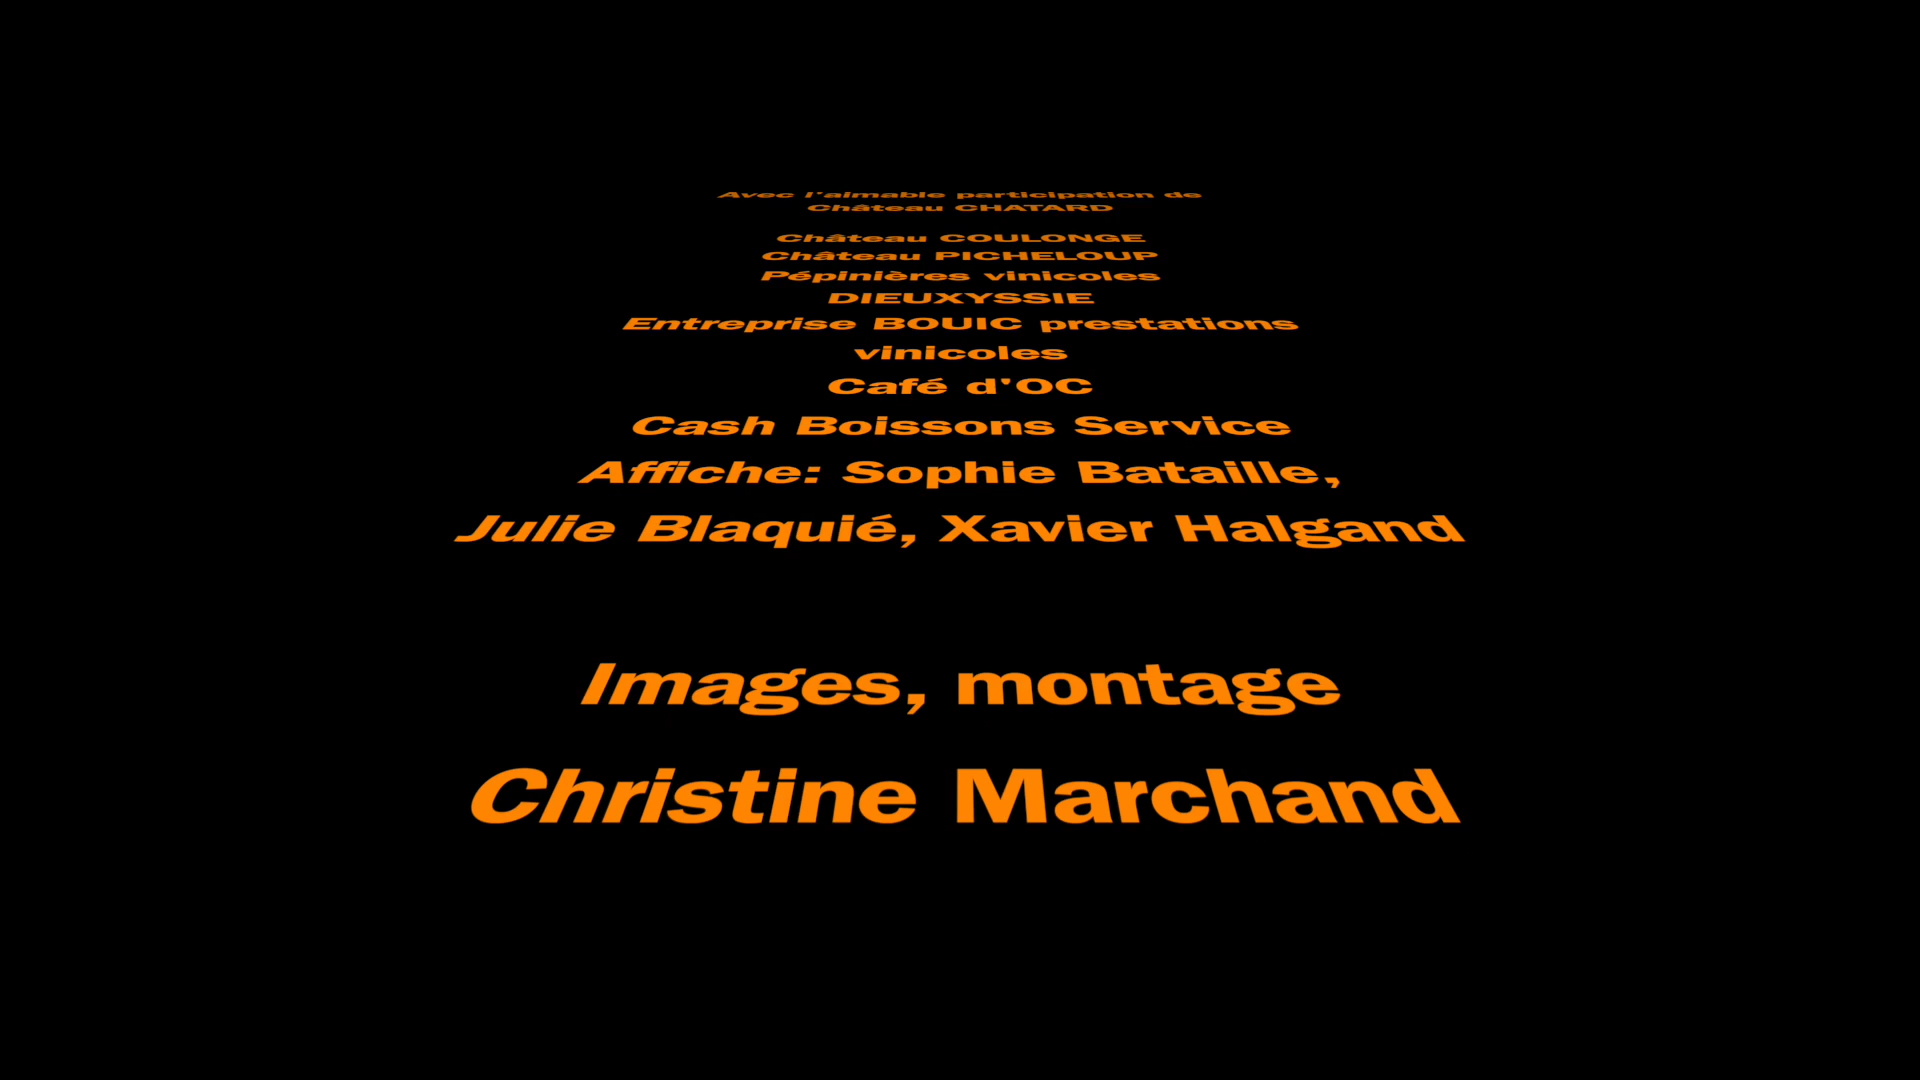 Avec l'aimable participation de
Château CHATARD
Château COULONGE
Château PICHELOUP
Pépinières vinicoles
DIEUXYSSIE
Entreprise BOUIC prestations
vinicoles
Café d'OC
Cash Boissons Service
Affiche: Sophie Bataille,
Julie Blaquié, Xavier Halgand
Images, montage
Christine Marchand